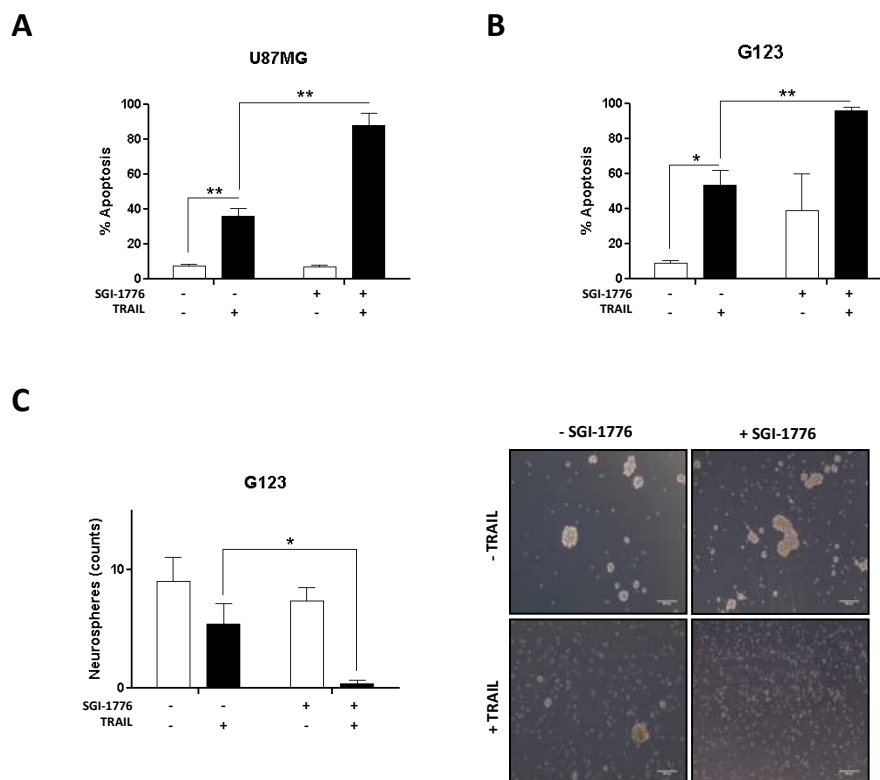 A
U87MG
% Apoptosis
100
80
60
40
20
0
**
**
SGI-1776 - - + +
TRAIL - + - +
B
G123
% Apoptosis
100
80
60
40
20
0
*
**
SGI-1776 - - + +
TRAIL - + - +
C
G123
Neurospheres (counts)
10
0
*
SGI-1776 - - + +
TRAIL - + - +
- SGI-1776
+ SGI-1776
- TRAIL
+ TRAIL